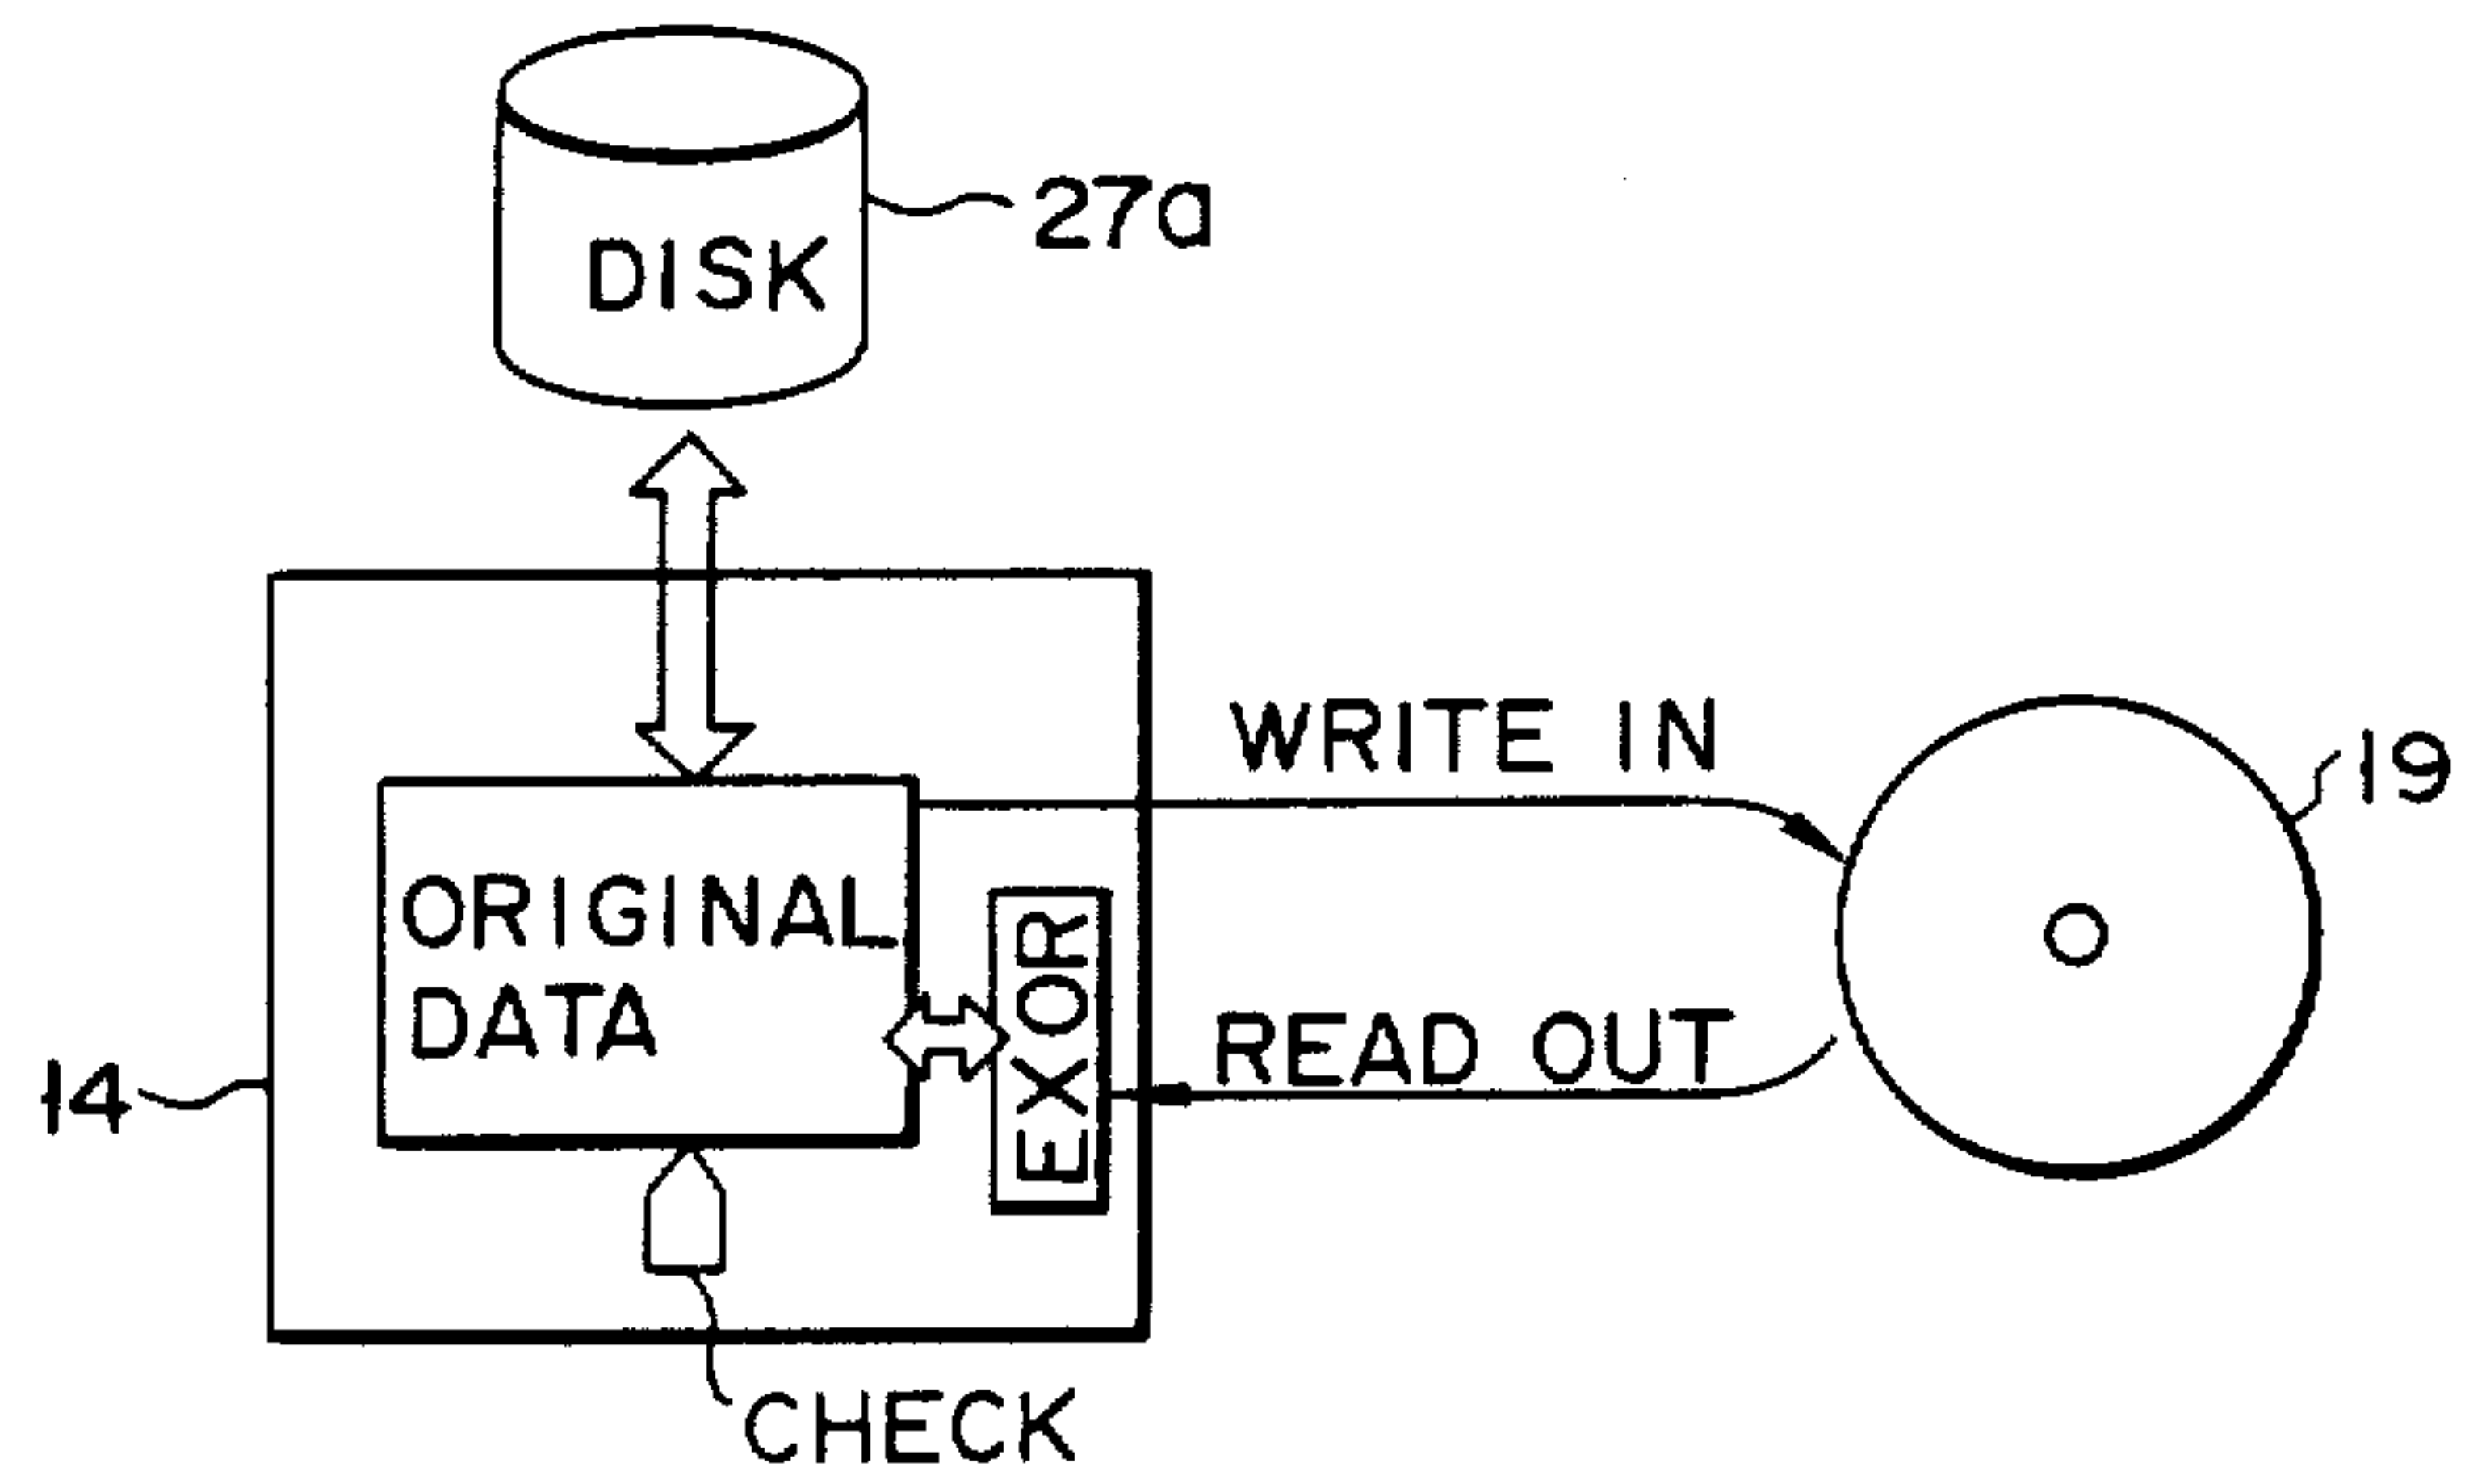 DISK
27a
WRITE IN
19
ORIGINAL
DATA
EXOR
READ OUT
14
CHECK